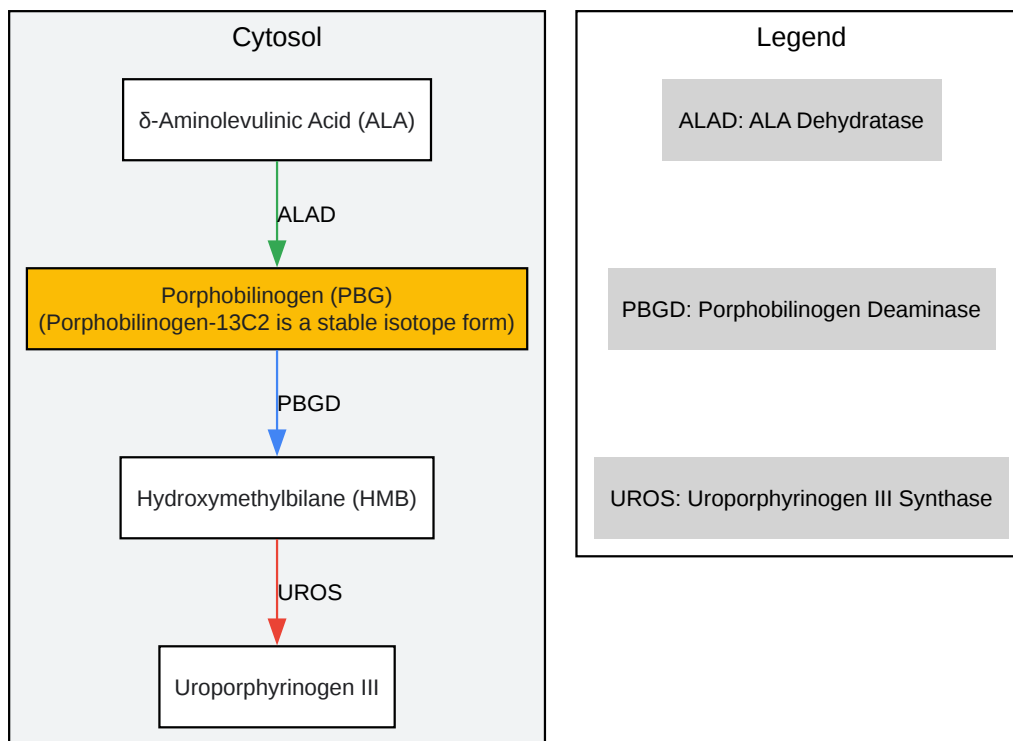 Cytosol
δ-Aminolevulinic Acid (ALA)
ALAD
Porphobilinogen (PBG)
(Porphobilinogen-13C2 is a stable isotope form)
PBGD
Hydroxymethylbilane (HMB)
UROS
Uroporphyrinogen III
Legend
ALAD: ALA Dehydratase
PBGD: Porphobilinogen Deaminase
UROS: Uroporphyrinogen III Synthase